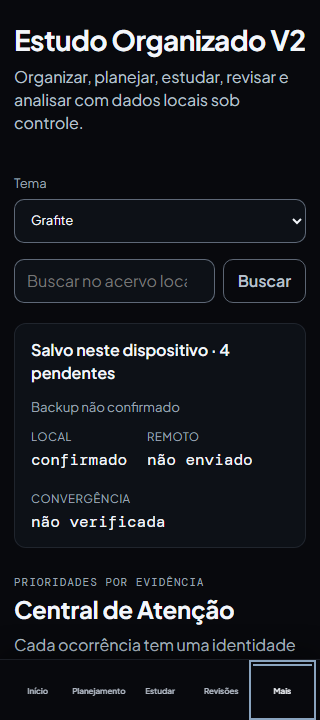 Estudo Organizado V2
Organizar, planejar, estudar, revisar e
analisar com dados locais sob
controle.
Tema
Grafite
Buscar no acervo loca
Buscar
Salvo neste dispositivo · 4
pendentes
Backup não confirmado
LOCAL
REMOTO
confirmado
não enviado
CONVERGÊNCIA
não verificada
PRIORIDADES POR EVIDÊNCIA
Central de Atenção
Cada ocorrência tem uma identidade
Início
Planejamento
Estudar
Revisões
Mais